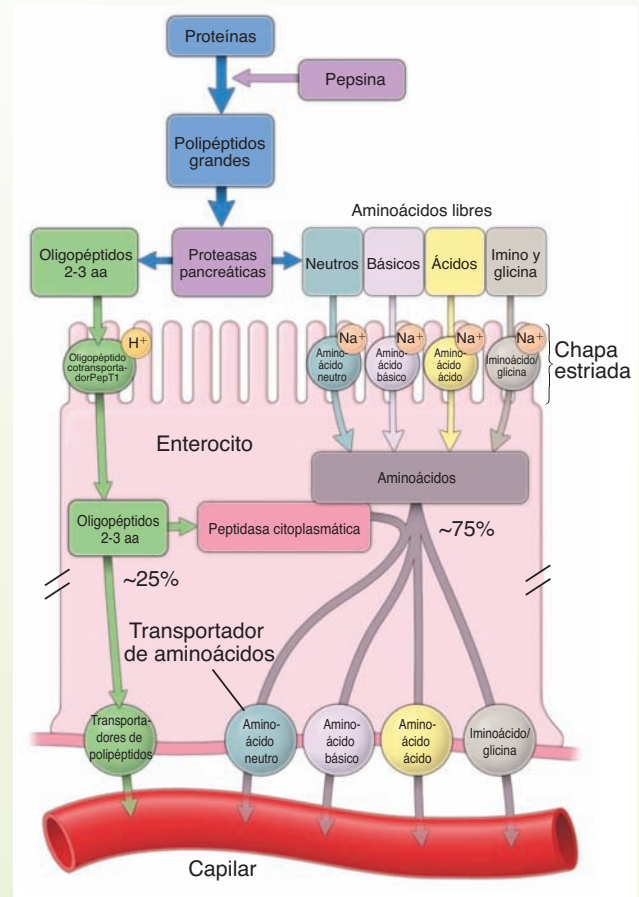 Proteínas
Pepsina
Polipéptidos
grandes
Aminoácidos libres
Oligopéptidos
2-3 aa
Proteasas
pancreáticas
Neutros
Básicos
Ácidos
Imino y
glicina
H+
Na+
Na+
Na+
Na+
Oligopéptido
cotransporta-
dorPepT1
Amino-
ácido
neutro
Amino-
ácido
básico
Amino-
ácido
ácido
Iminoácido/
glicina
Chapa
estriada
Enterocito
Aminoácidos
Oligopéptidos
2-3 aa
Peptidasa citoplasmática
~75%
~25%
Transportador
de aminoácidos
Transporta-
dores de
polipéptidos
Amino-
ácido
neutro
Amino-
ácido
básico
Amino-
ácido
ácido
Iminoácido/
glicina
Capilar